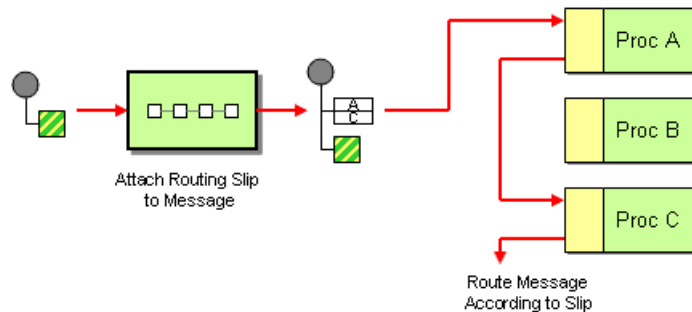 Proc A
A
C
Proc B
Attach Routing Slip
to Message
Proc C
Route Message
According to Slip